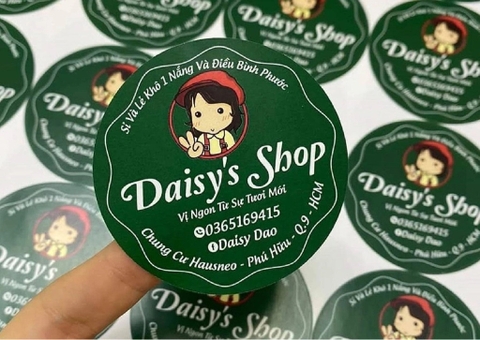 Sỉ Và Lẻ Khô 1 Nắng Và Điều Bình Phước
Daisy's Shop
Vị Ngon Từ Sự Tươi Mới
0365169415
Daisy Dao
Chung Cư Hausneo - Phú Hữu - Q.9 - HCM